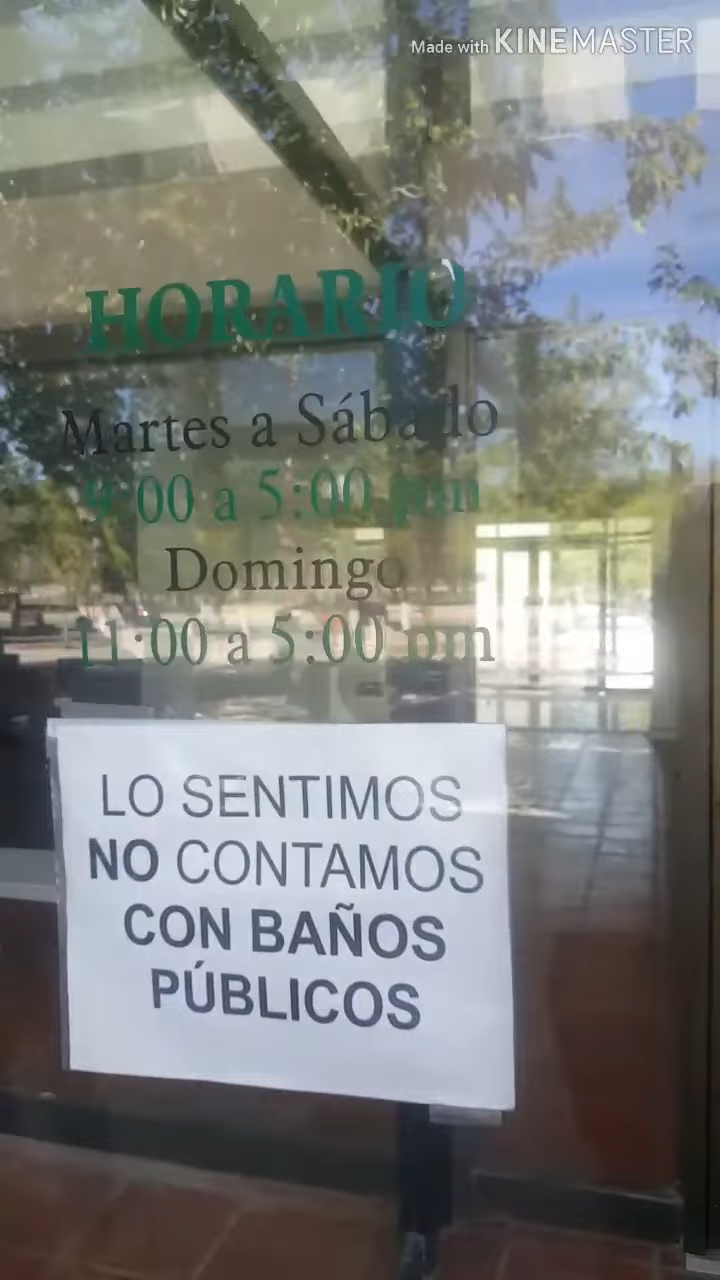 Made with KINEMASTER
HORARIO
Martes a Sábado
9:00 a 5:00 pm
Domingo
11:00 a 5:00 pm
LO SENTIMOS
NO CONTAMOS
CON BAÑOS
PÚBLICOS